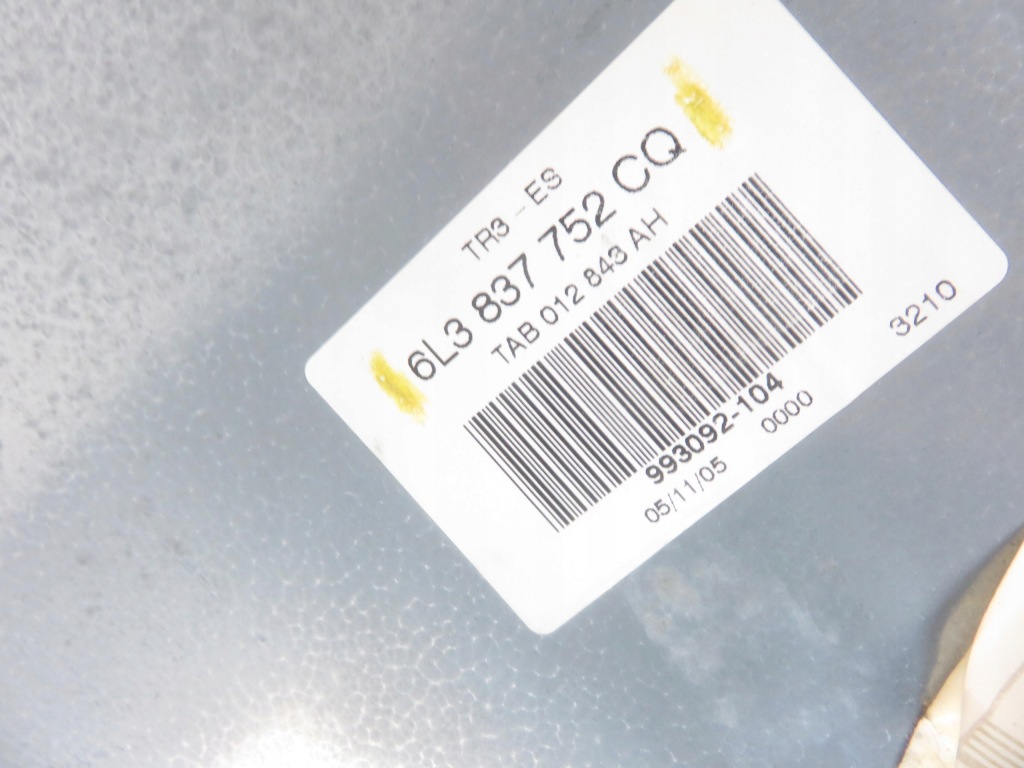 TR3 - ES
6L3 837 752 CQ
TAB 012 843 AH
993092-104
05/11/05
0000
3210